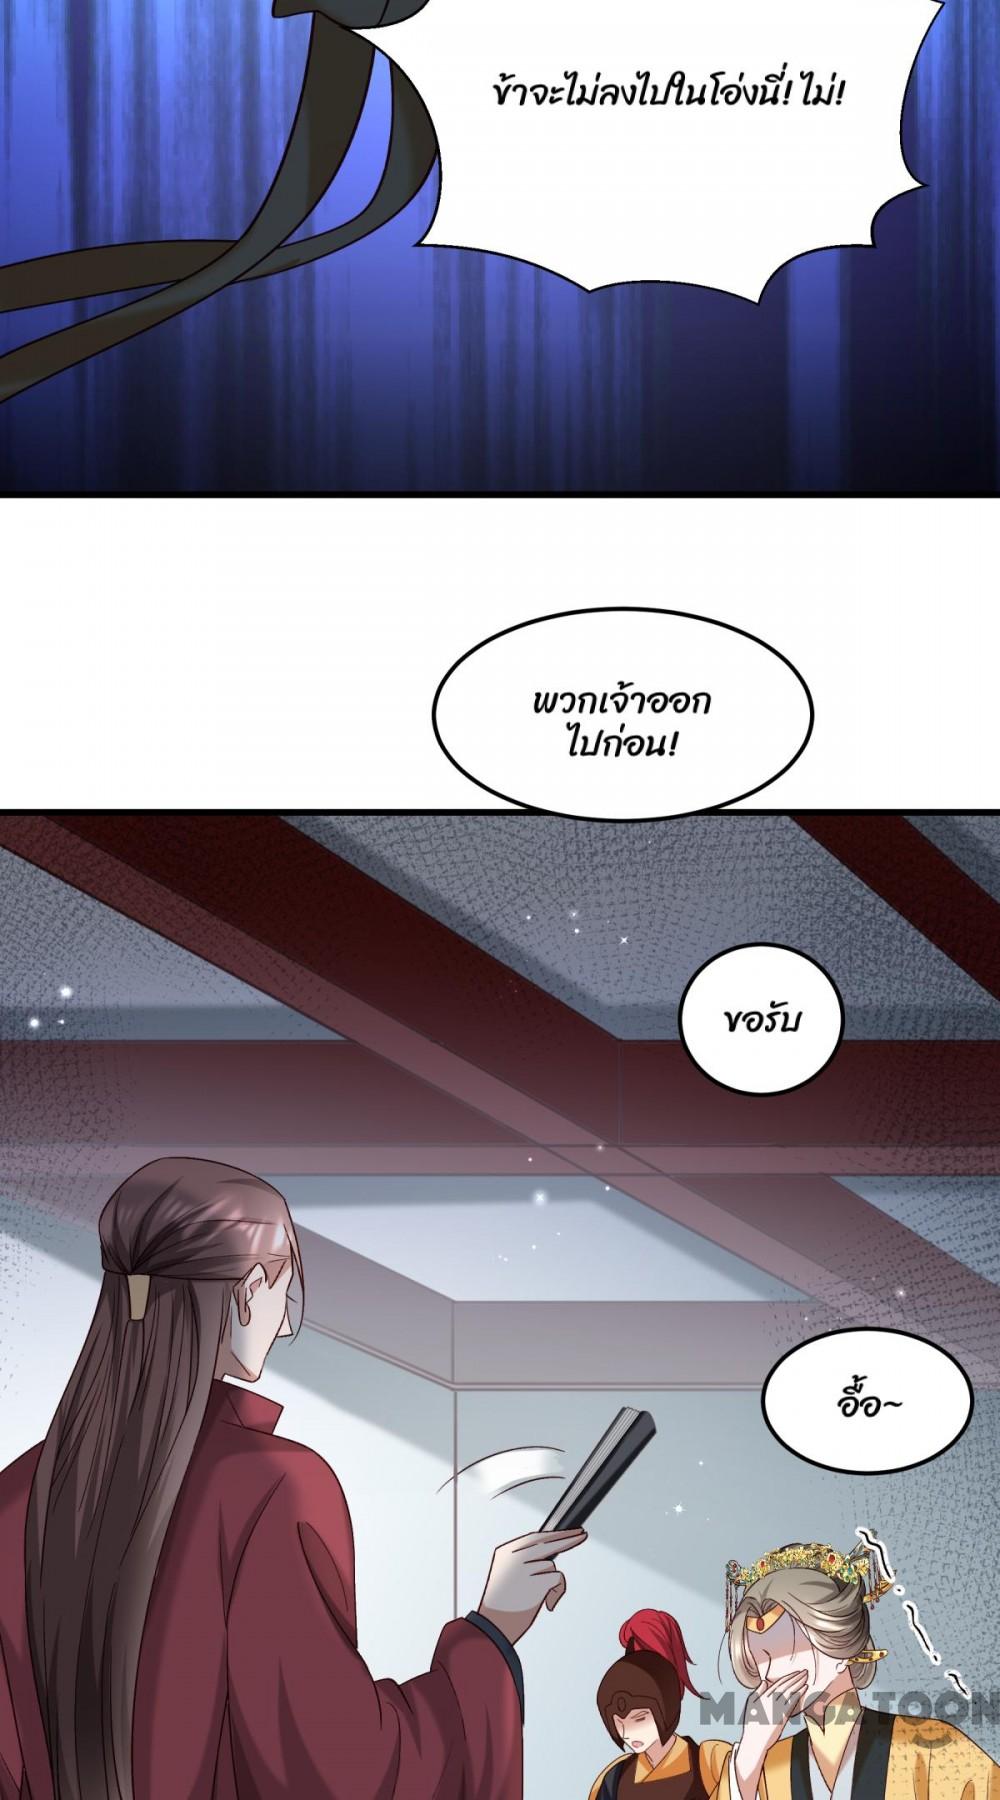 ข้าจะไม่ลงไปในโอ่งนี่! ไม่!
พวกเจ้าออก
ไปก่อน!
ขอรับ
อื้อ~
MANGATOON